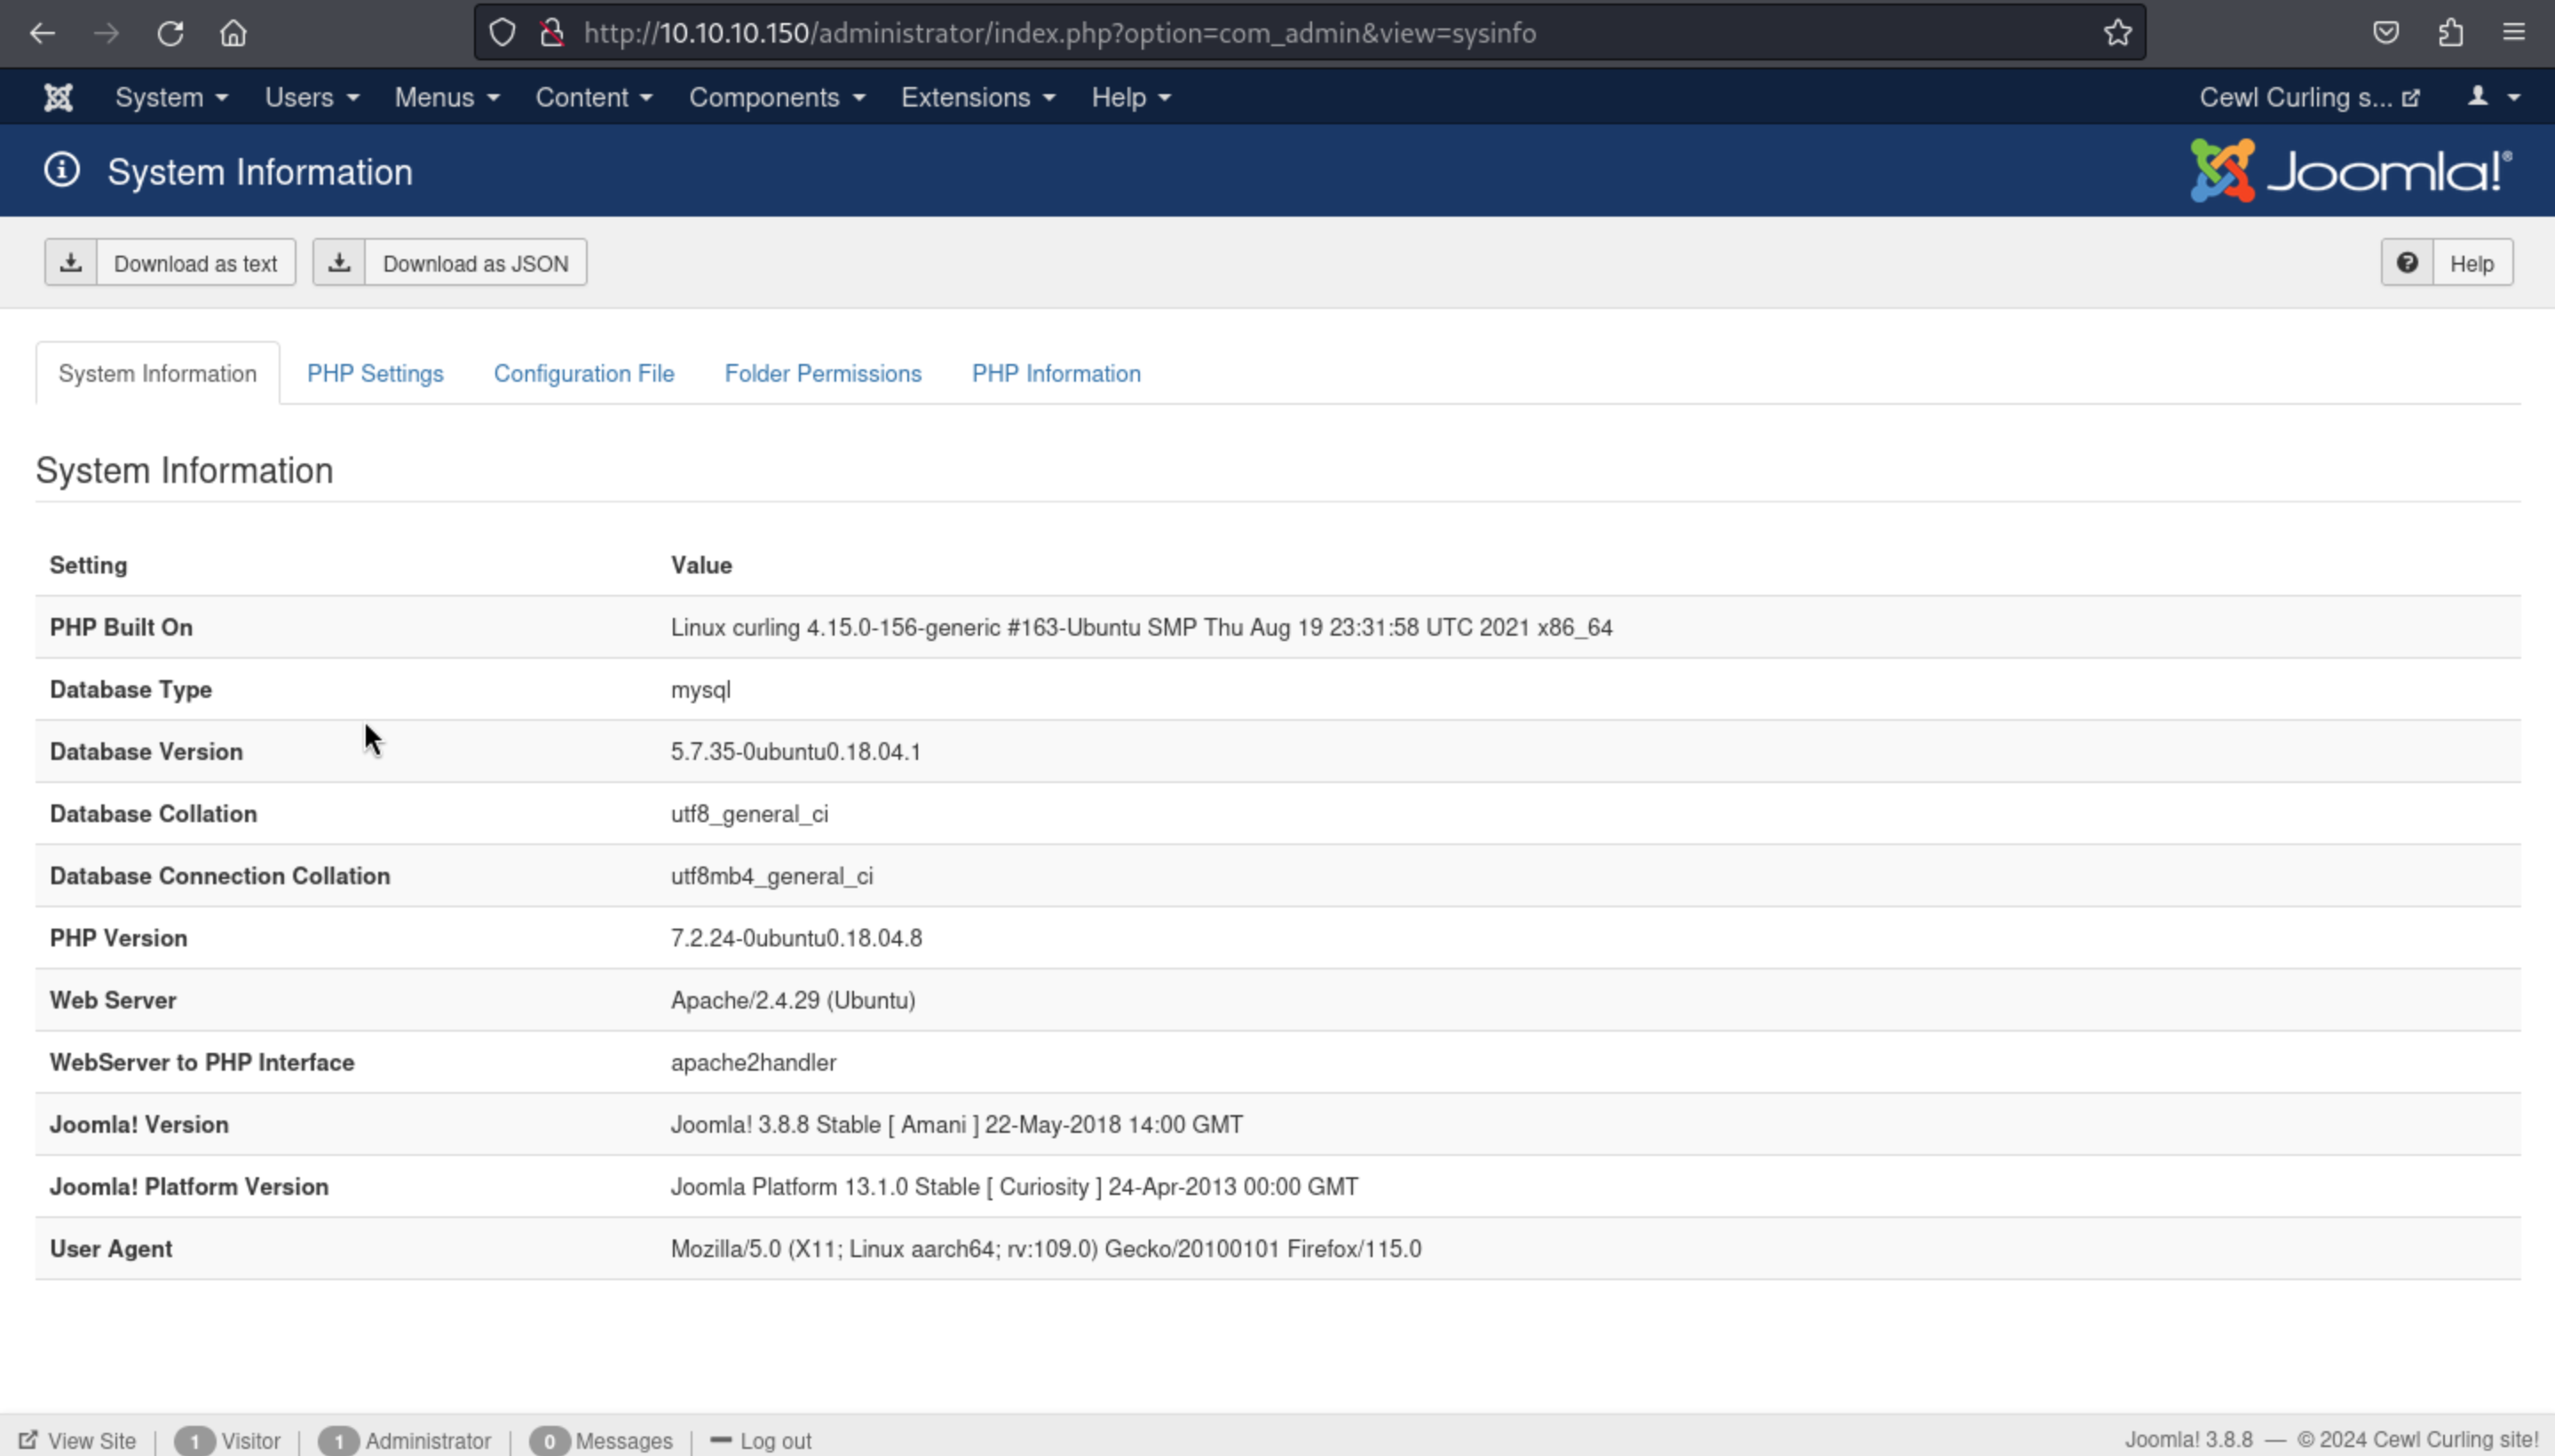 http://10.10.10.150/administrator/index.php?option=com_admin&view=sysinfo
System Users Menus Content Components Extensions Help Cewl Curling s...
System Information Joomla!®
Download as text Download as JSON Help
System Information PHP Settings Configuration File Folder Permissions PHP Information
System Information
Setting Value
PHP Built On Linux curling 4.15.0-156-generic #163-Ubuntu SMP Thu Aug 19 23:31:58 UTC 2021 x86_64
Database Type mysql
Database Version 5.7.35-0ubuntu0.18.04.1
Database Collation utf8_general_ci
Database Connection Collation utf8mb4_general_ci
PHP Version 7.2.24-0ubuntu0.18.04.8
Web Server Apache/2.4.29 (Ubuntu)
WebServer to PHP Interface apache2handler
Joomla! Version Joomla! 3.8.8 Stable [ Amani ] 22-May-2018 14:00 GMT
Joomla! Platform Version Joomla Platform 13.1.0 Stable [ Curiosity ] 24-Apr-2013 00:00 GMT
User Agent Mozilla/5.0 (X11; Linux aarch64; rv:109.0) Gecko/20100101 Firefox/115.0
View Site | 1 Visitor | 1 Administrator | 0 Messages | Log out Joomla! 3.8.8 — © 2024 Cewl Curling site!